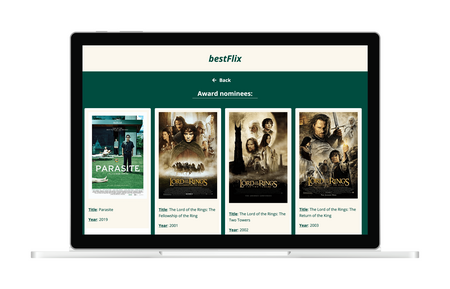 bestFlix
← Back
Award nominees:
PARASITE
THE LORD OF THE RINGS
THE LORD OF THE RINGS
THE LORD OF THE RINGS
Title: Parasite
Year: 2019
Title: The Lord of the Rings: The
Fellowship of the Ring
Year: 2001
Title: The Lord of the Rings: The
Two Towers
Year: 2002
Title: The Lord of the Rings: The
Return of the King
Year: 2003